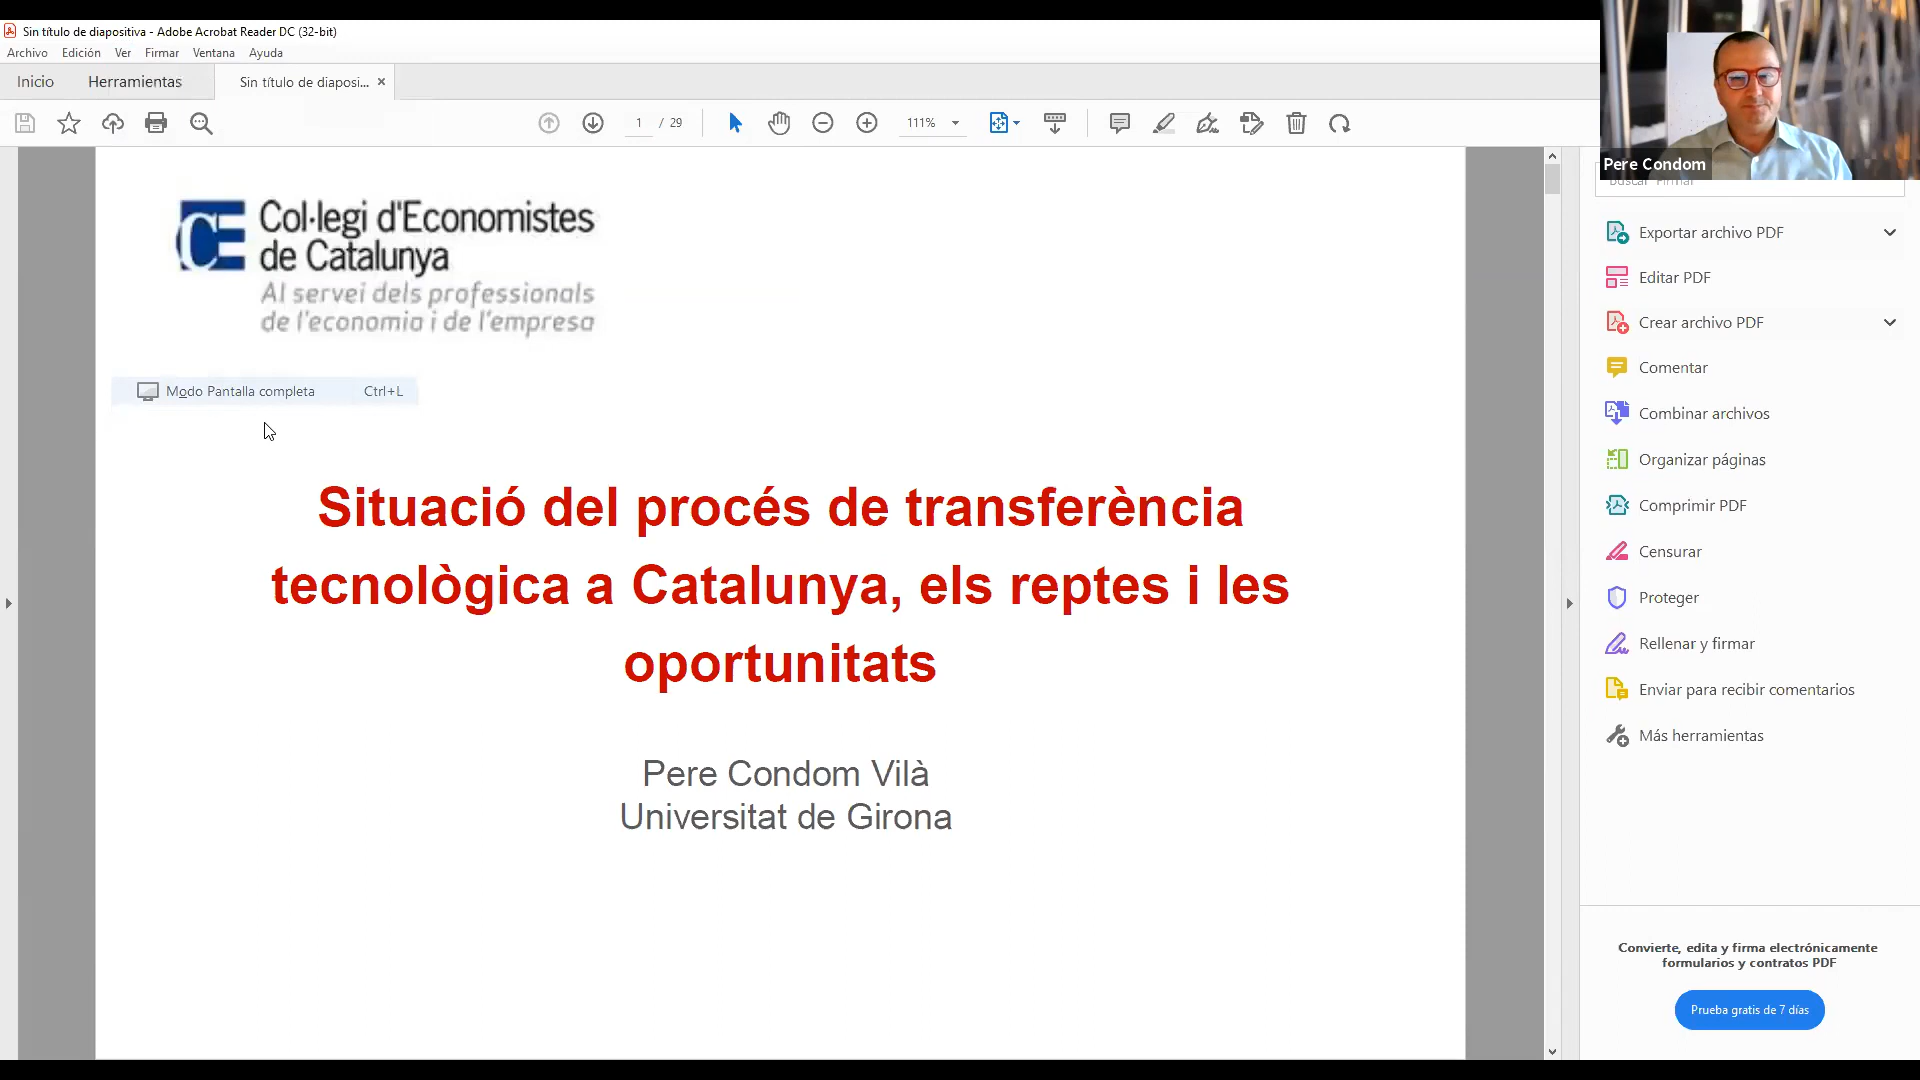 Sin título de diapositiva - Adobe Acrobat Reader DC (32-bit)
Archivo Edición Ver Firmar Ventana Ayuda
Inicio Herramientas Sin título de diaposi... ×
1 / 29 111%
Pere Condom
Buscar 'Firmar'
Col·legi d'Economistes
de Catalunya
Al servei dels professionals
de l'economia i de l'empresa
Modo Pantalla completa Ctrl+L
Situació del procés de transferència
tecnològica a Catalunya, els reptes i les
oportunitats
Pere Condom Vilà
Universitat de Girona
Exportar archivo PDF
Editar PDF
Crear archivo PDF
Comentar
Combinar archivos
Organizar páginas
Comprimir PDF
Censurar
Proteger
Rellenar y firmar
Enviar para recibir comentarios
Más herramientas
Convierte, edita y firma electrónicamente
formularios y contratos PDF
Prueba gratis de 7 días